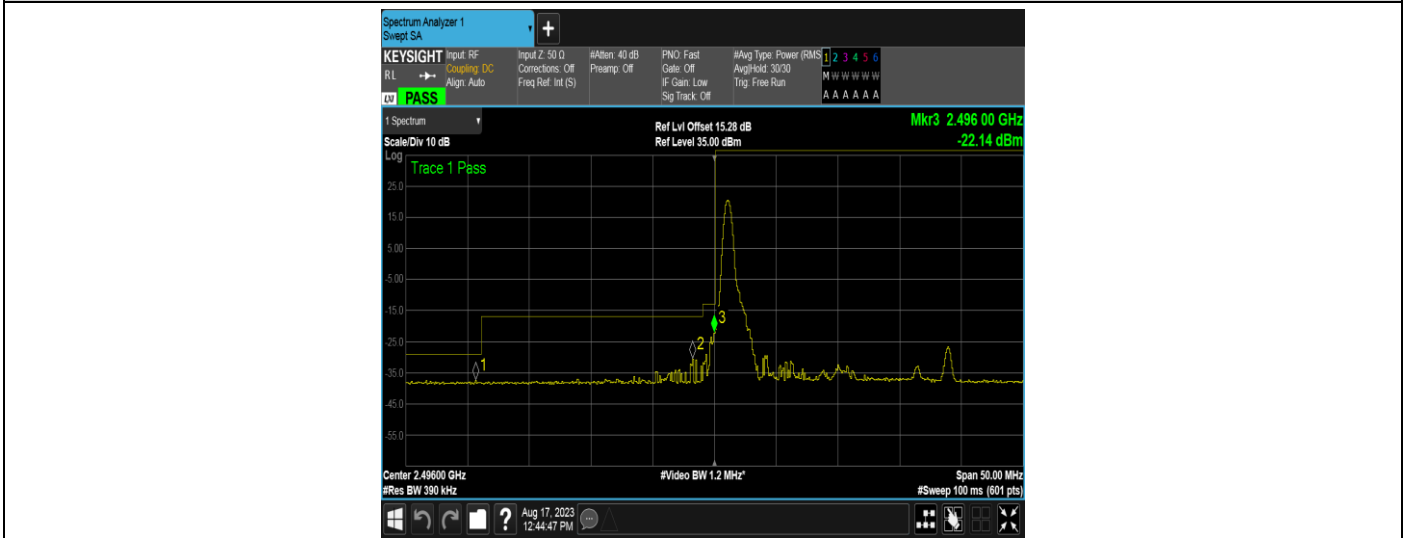 Spectrum Analyzer 1
Swept SA
+
KEYSIGHT
RL
LXI PASS
Input: RF
Coupling: DC
Align: Auto
Input Z: 50 Ω
Corrections: Off
Freq Ref: Int (S)
#Atten: 40 dB
Preamp: Off
PNO: Fast
Gate: Off
IF Gain: Low
Sig Track: Off
#Avg Type: Power (RMS
Avg|Hold: 30/30
Trig: Free Run
1 2 3 4 5 6
M W W W W W
A A A A A A
1 Spectrum
Scale/Div 10 dB
Ref Lvl Offset 15.28 dB
Ref Level 35.00 dBm
Mkr3 2.496 00 GHz
-22.14 dBm
Log
Trace 1 Pass
25.0
15.0
5.00
-5.00
-15.0
-25.0
-35.0
-45.0
-55.0
1
2
3
Center 2.49600 GHz
#Res BW 390 kHz
#Video BW 1.2 MHz*
Span 50.00 MHz
#Sweep 100 ms (601 pts)
?
Aug 17, 2023
12:44:47 PM